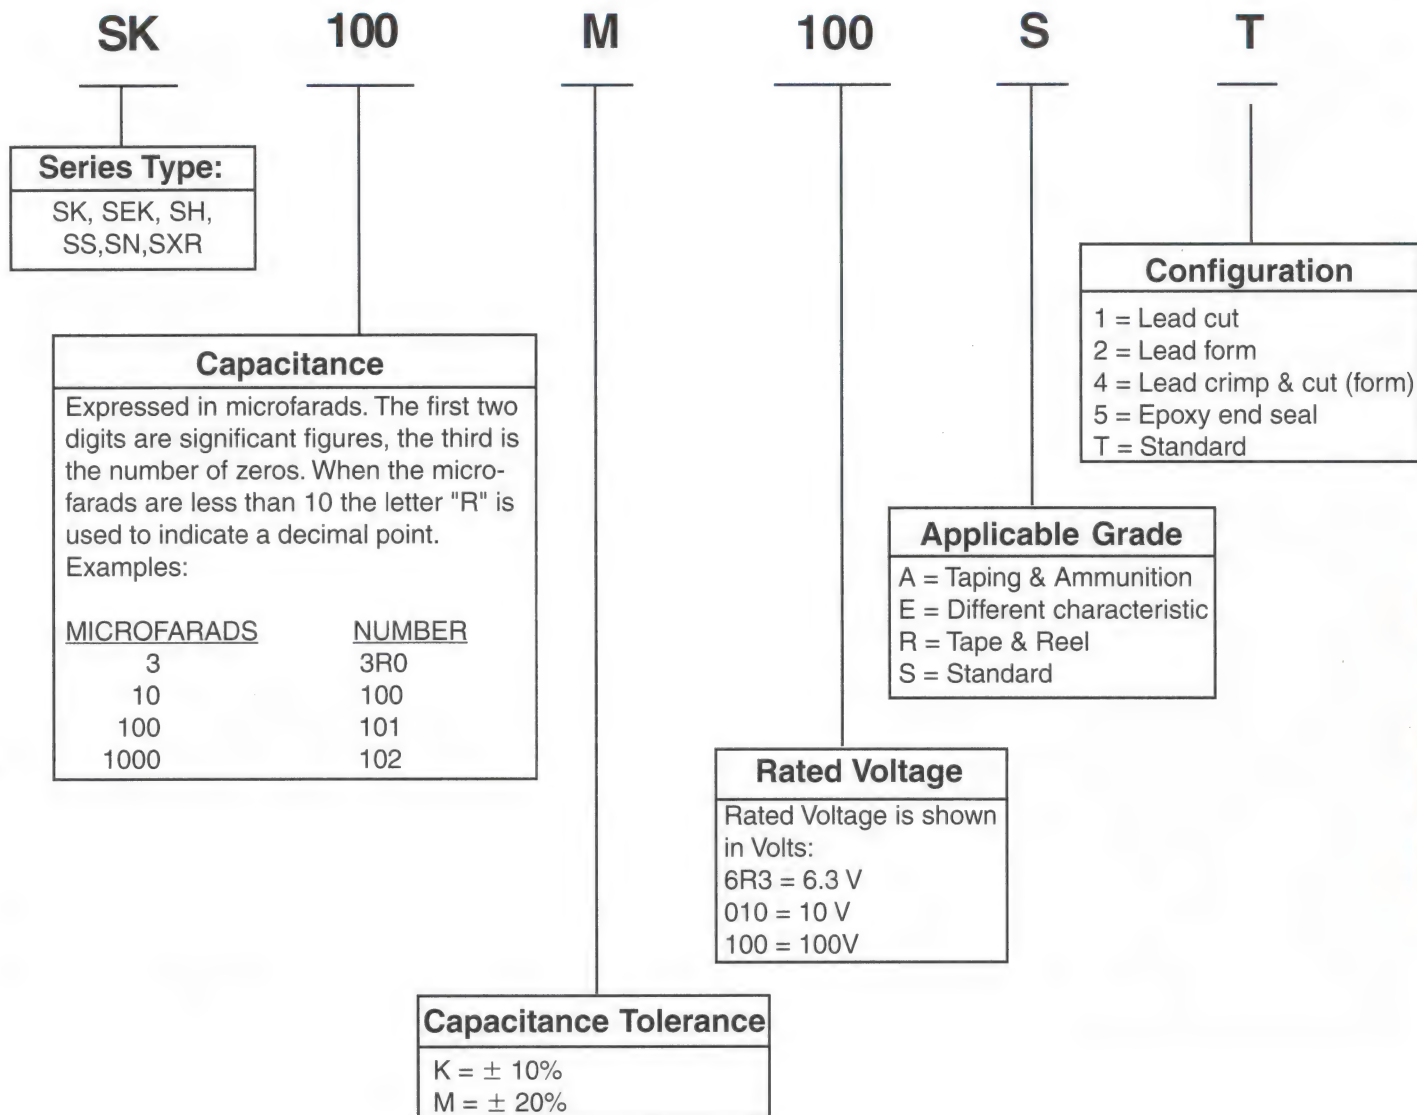 SK 100 M 100 S T
Series Type:
SK, SEK, SH,
SS,SN,SXR
Configuration
1 = Lead cut
2 = Lead form
4 = Lead crimp & cut (form)
5 = Epoxy end seal
T = Standard
Capacitance
Expressed in microfarads. The first two
digits are significant figures, the third is
the number of zeros. When the micro-
farads are less than 10 the letter "R" is
used to indicate a decimal point.
Examples:
MICROFARADS NUMBER
3 3R0
10 100
100 101
1000 102
Applicable Grade
A = Taping & Ammunition
E = Different characteristic
R = Tape & Reel
S = Standard
Rated Voltage
Rated Voltage is shown
in Volts:
6R3 = 6.3 V
010 = 10 V
100 = 100V
Capacitance Tolerance
K = ± 10%
M = ± 20%